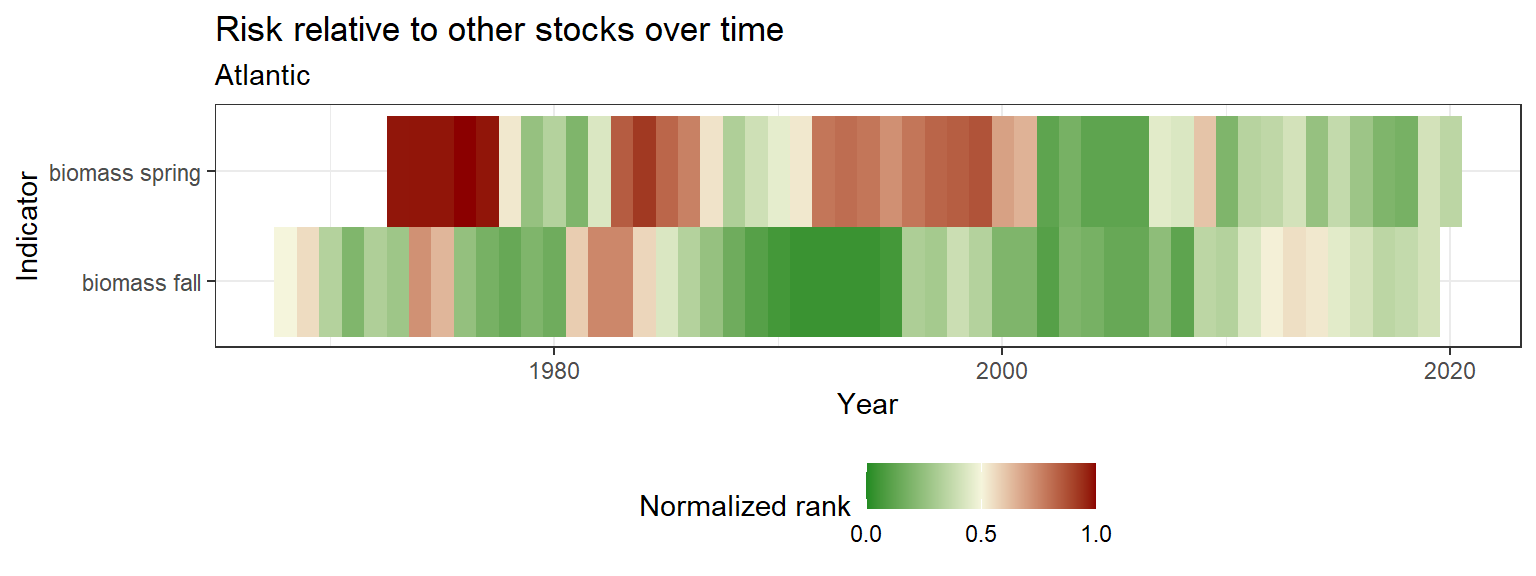 Risk relative to other stocks over time
Atlantic
Indicator
biomass spring
biomass fall
1980 2000 2020
Year
Normalized rank
0.0 0.5 1.0